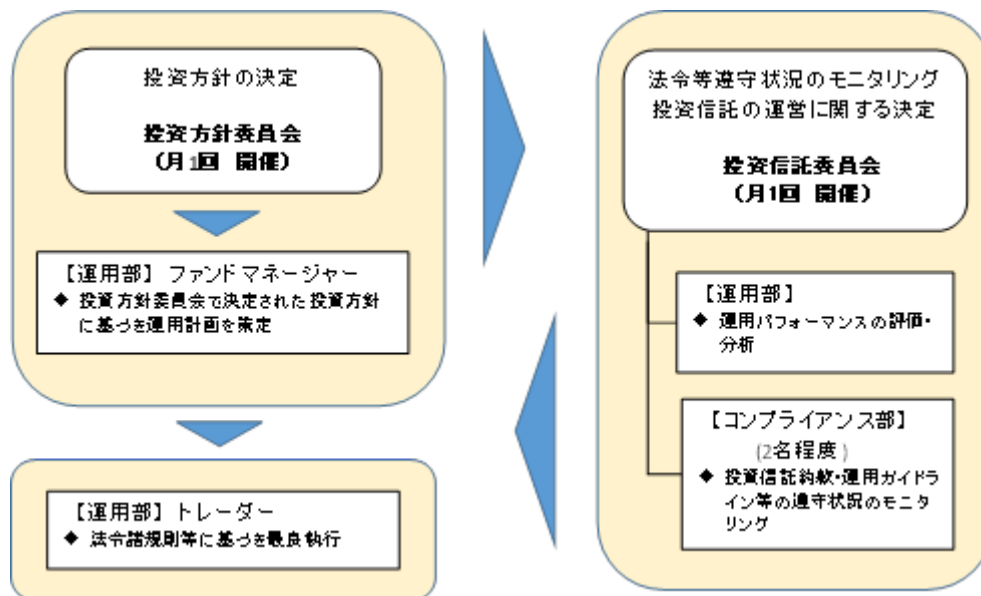 投資方針の決定
投資方針委員会
(月1回 開催)
【運用部】ファンドマネージャー
◆ 投資方針委員会で決定された投資方針
に基づき運用計画を策定
【運用部】トレーダー
◆ 法令諸規則等に基づき最良執行
法令等遵守状況のモニタリング
投資信託の運営に関する決定
投資信託委員会
(月1回 開催)
【運用部】
◆ 運用パフォーマンスの評価・
分析
【コンプライアンス部】
(2名程度)
◆ 投資信託約款・運用ガイドラ
イン等の遵守状況のモニタ
リング